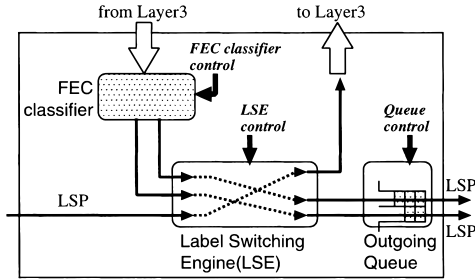 from Layer3
to Layer3
FEC classifier
control
FEC
classifier
LSE
control
Queue
control
LSP
LSP
LSP
Label Switching
Engine(LSE)
Outgoing
Queue